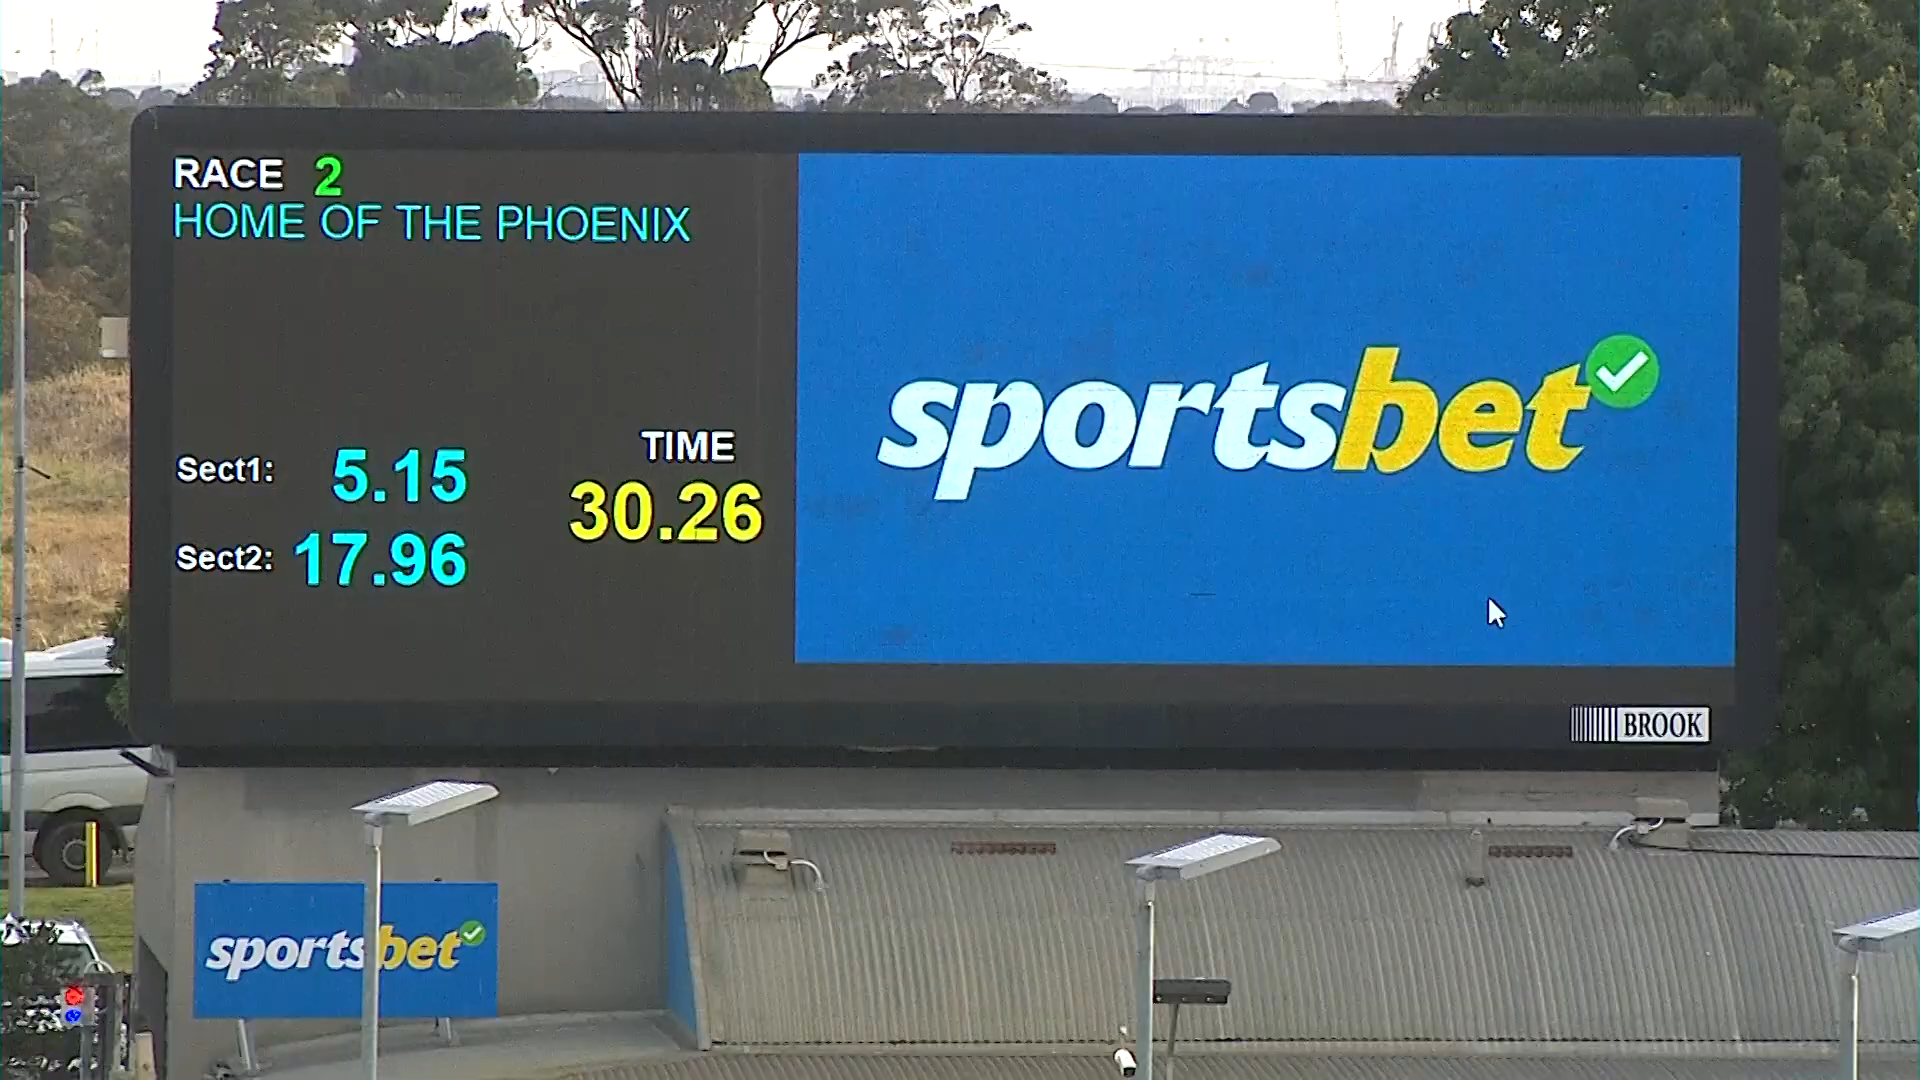 RACE 2
HOME OF THE PHOENIX
Sect1: 5.15
Sect2: 17.96
TIME
30.26
sportsbet
BROOK
sportsbet